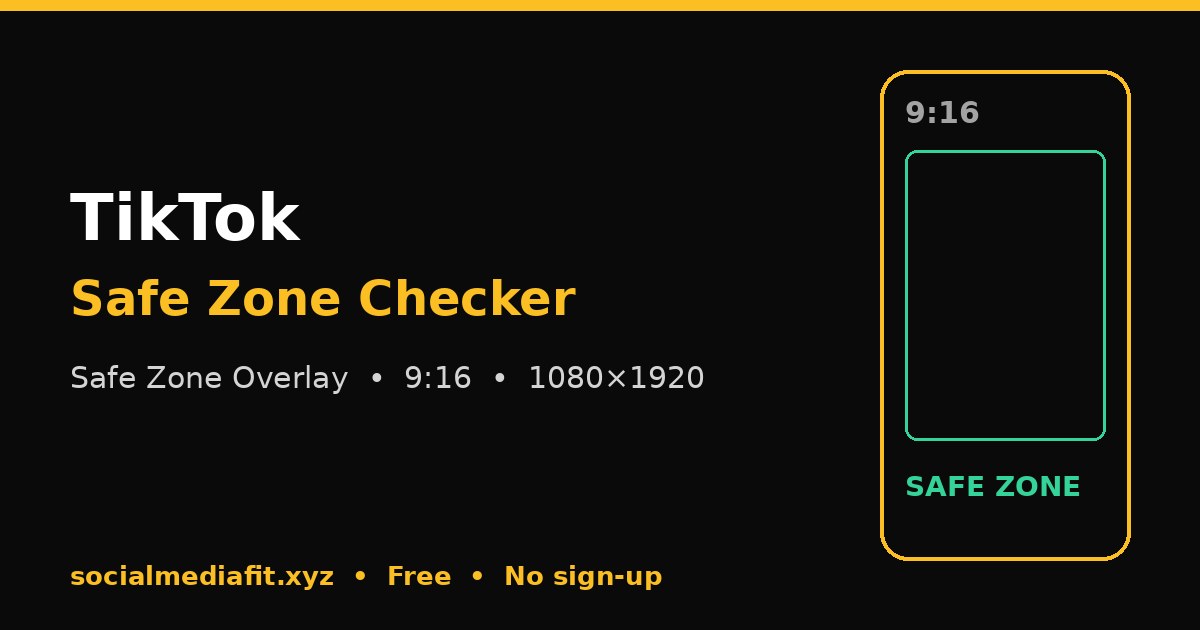 TikTok
Safe Zone Checker
Safe Zone Overlay • 9:16 • 1080×1920
socialmediafit.xyz • Free • No sign-up
9:16
SAFE ZONE